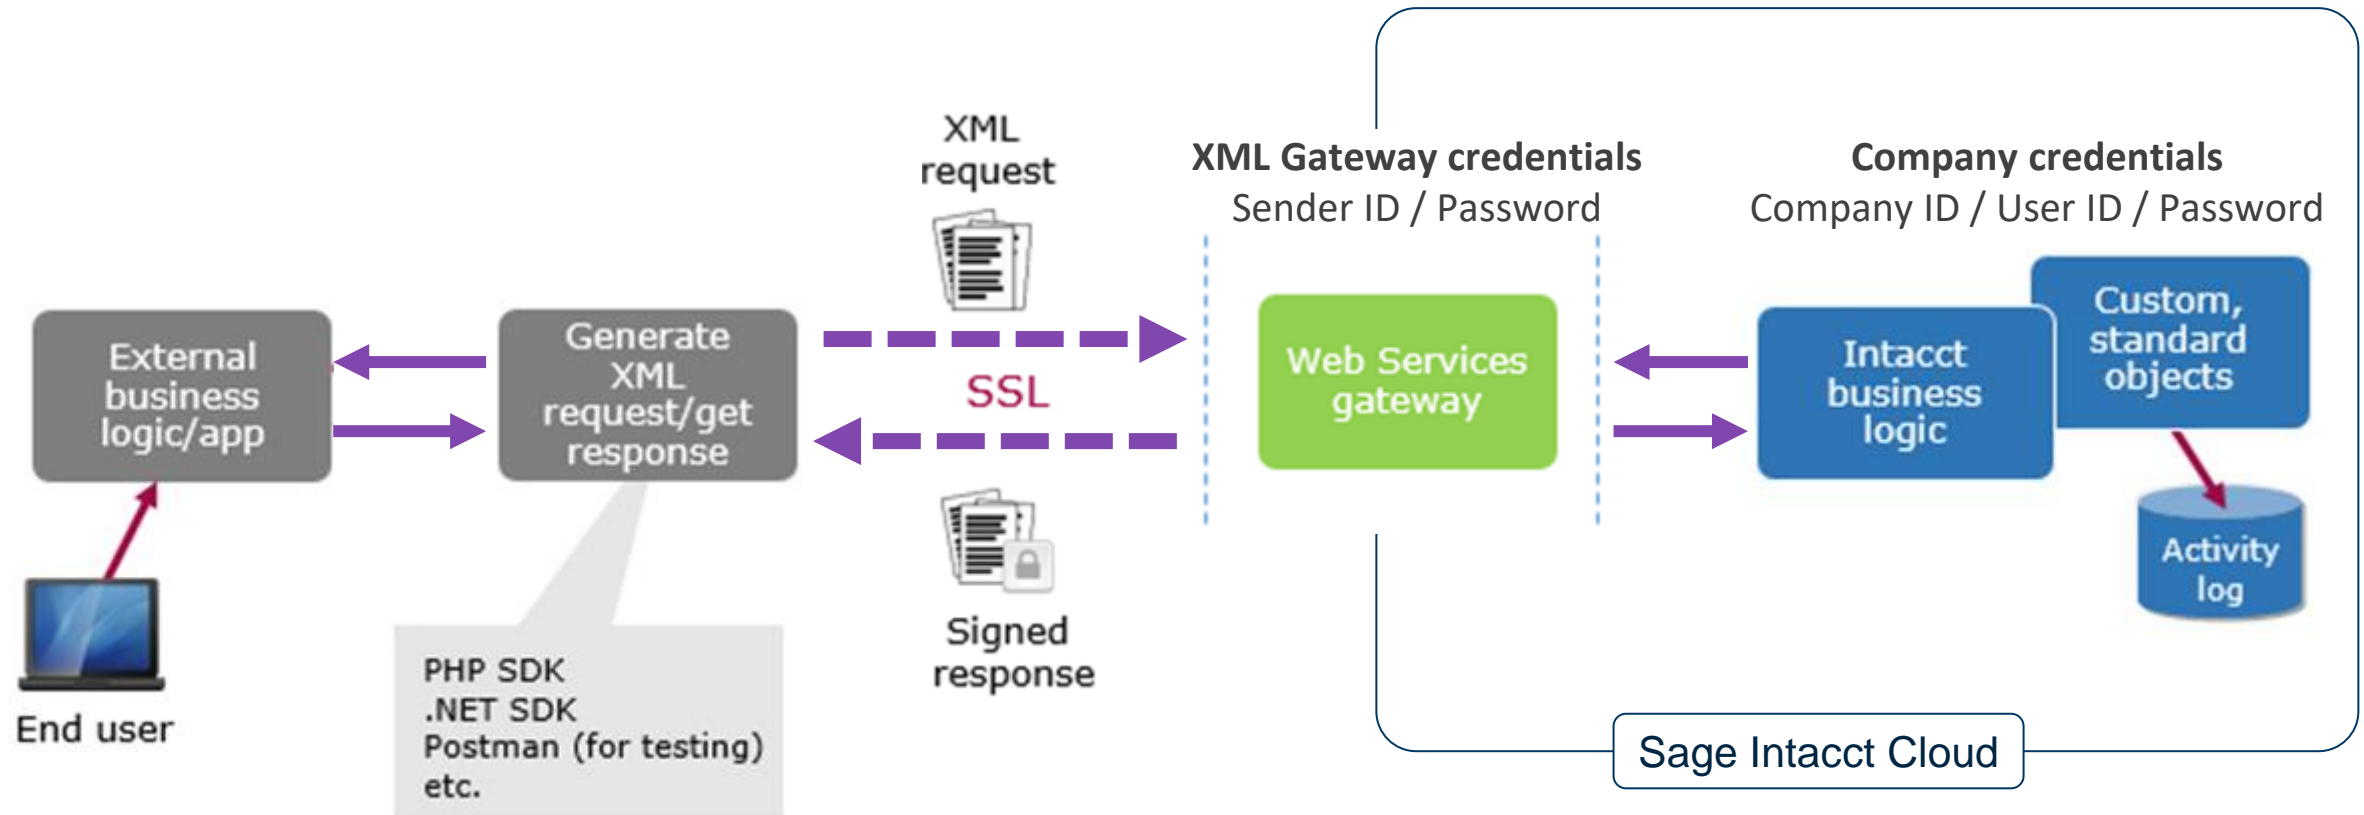 XML
request
XML Gateway credentials
Sender ID / Password
Company credentials
Company ID / User ID / Password
External
business
logic/app
Generate
XML
request/get
response
SSL
Web Services
gateway
Intacct
business
logic
Custom,
standard
objects
Activity
log
Signed
response
End user
PHP SDK
.NET SDK
Postman (for testing)
etc.
Sage Intacct Cloud